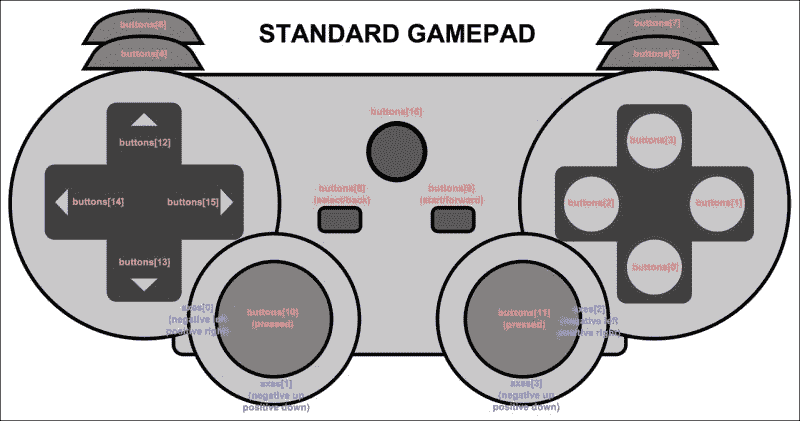 STANDARD GAMEPAD
buttons[6]
buttons[4]
buttons[7]
buttons[5]
buttons[16]
buttons[12]
buttons[14]
buttons[15]
buttons[13]
buttons[8]
(select/back)
buttons[9]
(start/forward)
buttons[3]
buttons[2]
buttons[1]
buttons[0]
axes[0]
(negative left
positive right)
buttons[10]
(pressed)
buttons[11]
(pressed)
axes[2]
(negative left
positive right)
axes[1]
(negative up
positive down)
axes[3]
(negative up
positive down)